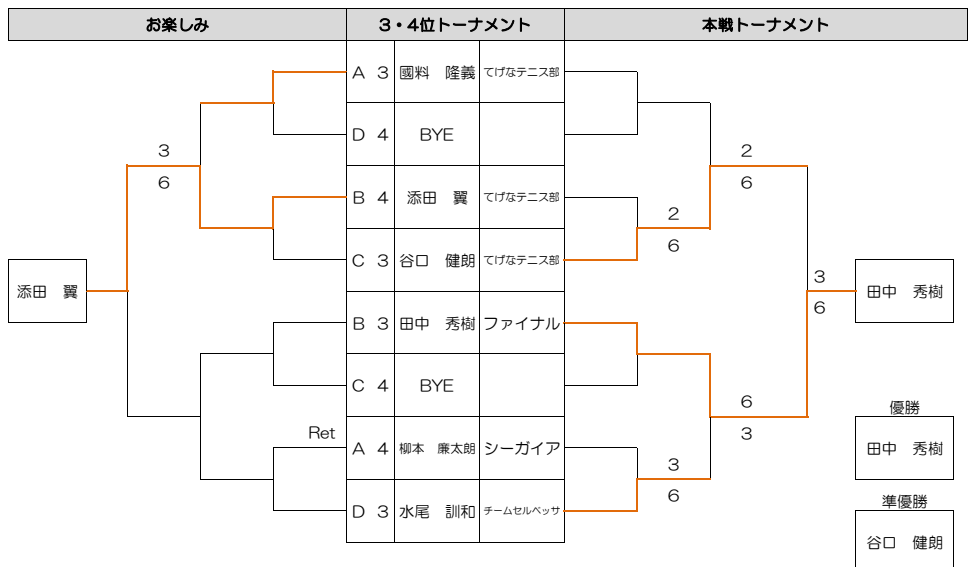 お楽しみ ３・４位トーナメント 本戦トーナメント
Ａ ３ 國料　隆義 てげなテニス部
Ｄ ４ BYE
3 2
6 6
Ｂ ４ 添田　翼 てげなテニス部
2
6
Ｃ ３ 谷口　健朗 てげなテニス部
3
添田　翼 田中　秀樹
6
Ｂ ３ 田中　秀樹 ファイナル
Ｃ ４ BYE
6
3
優勝
田中　秀樹
Ret
Ａ ４ 柳本　廉太朗 シーガイア
3
6
準優勝
Ｄ ３ 水尾　訓和 チームセルベッサ
谷口　健朗